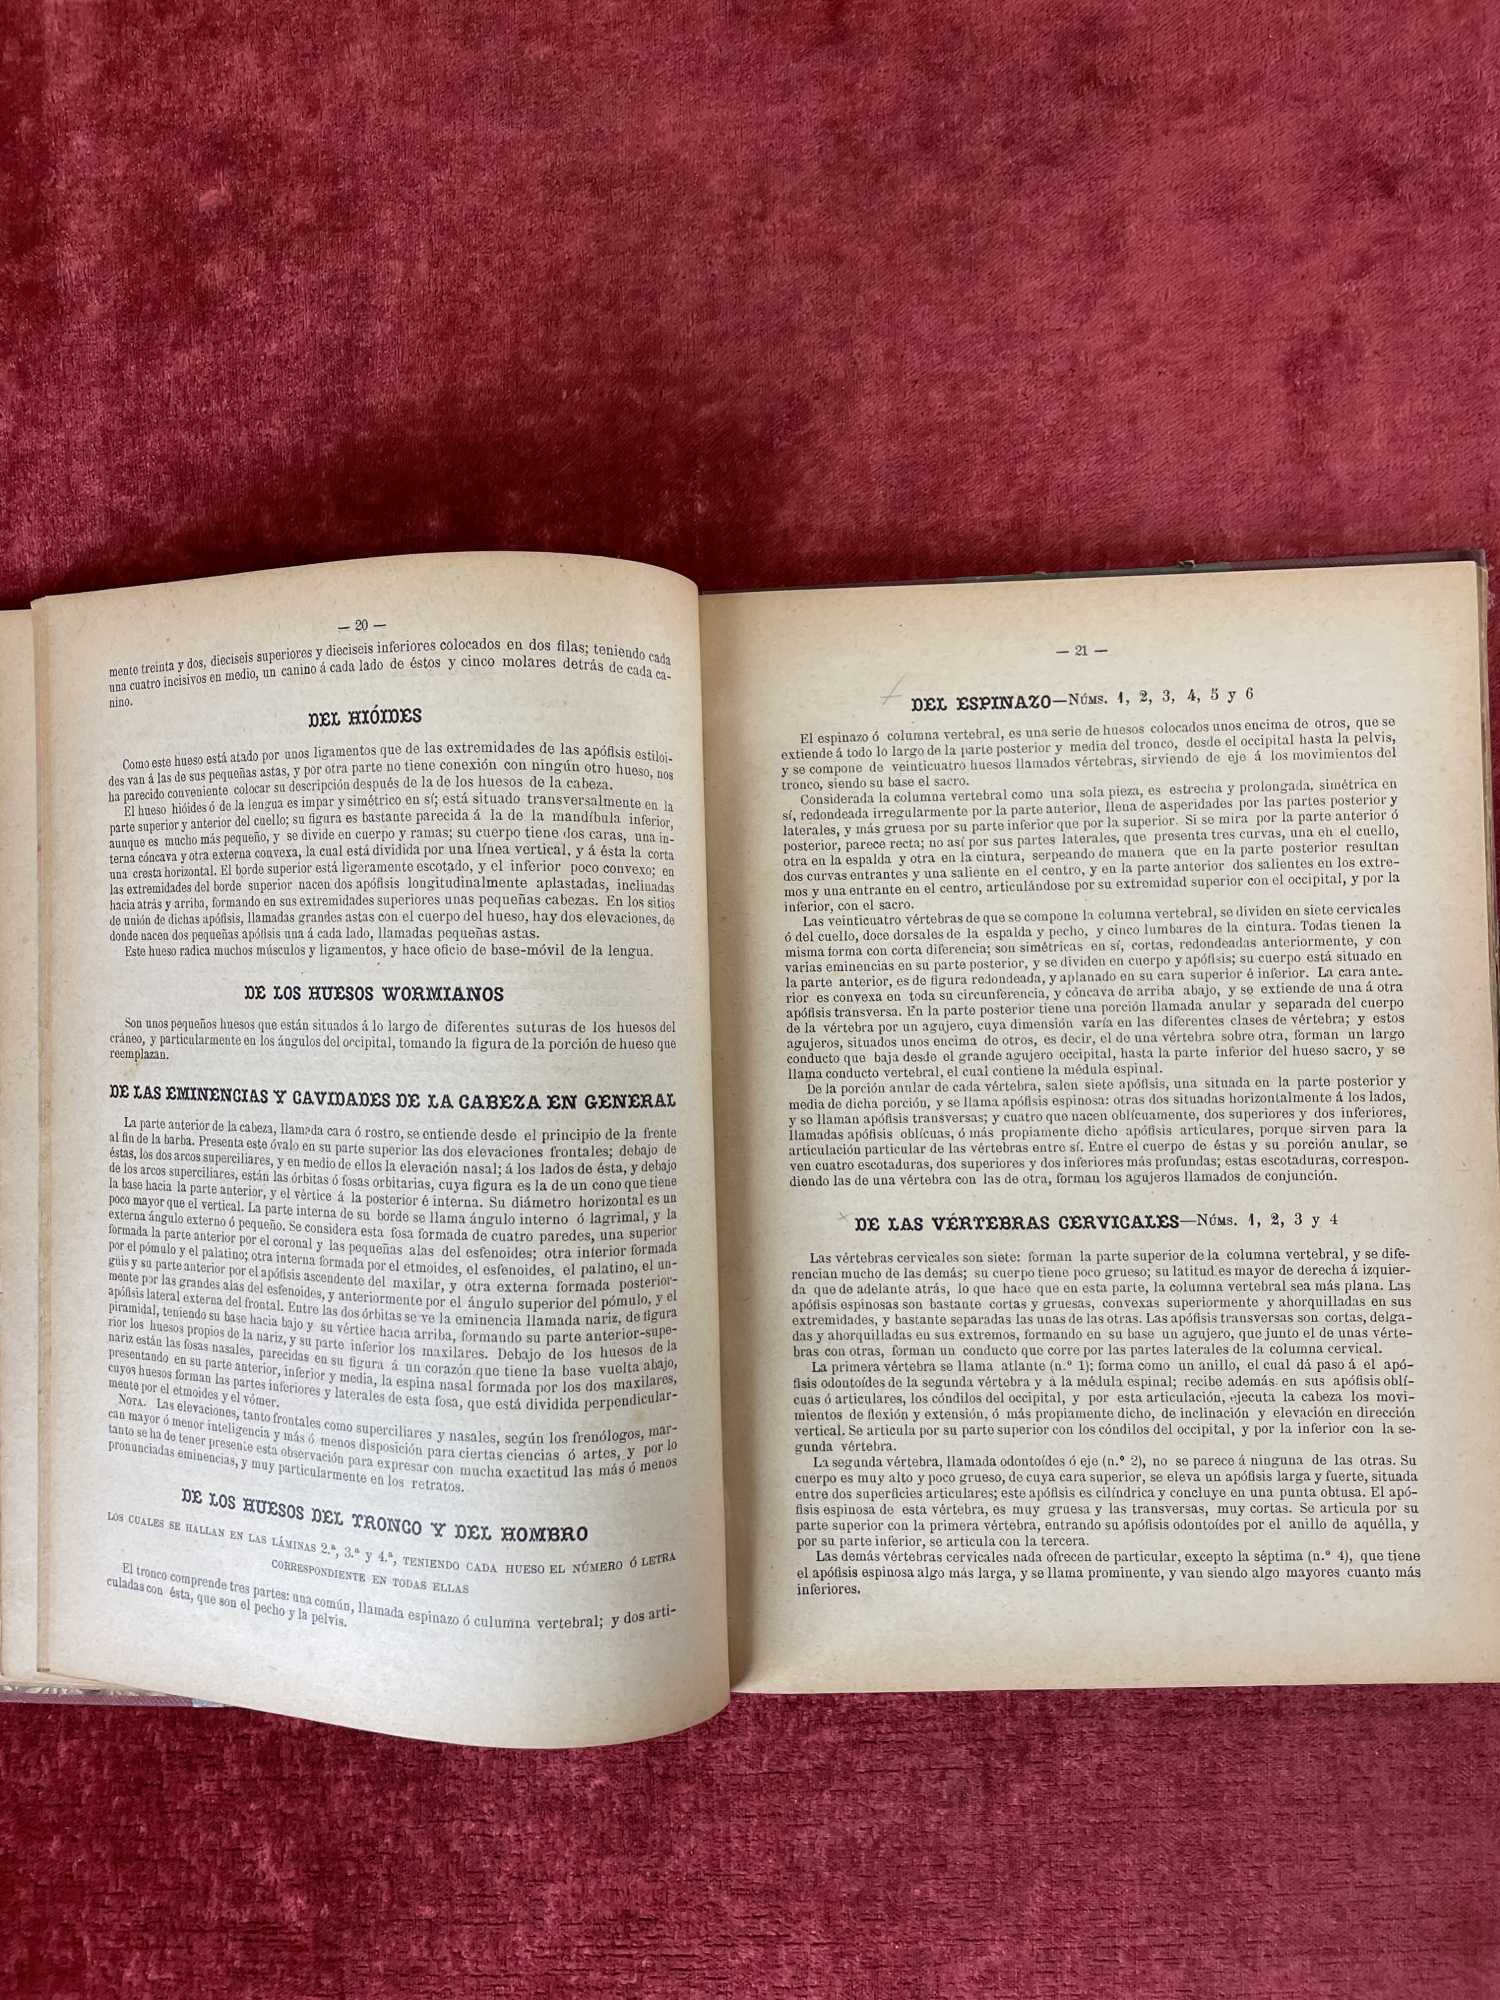 — 20 —
mente treinta y dos, dieciseis superiores y dieciseis inferiores colocados en dos filas; teniendo cada
una cuatro incisivos en medio, un canino á cada lado de éstos y cinco molares detrás de cada ca-
nino.
DEL HIÓIDES
Como este hueso está atado por unos ligamentos que de las extremidades de las apófisis estiloi-
des van á las de sus pequeñas astas, y por otra parte no tiene conexión con ningún otro hueso, nos
ha parecido conveniente colocar su descripción después de la de los huesos de la cabeza.
El hueso hióides ó de la lengua es impar y simétrico en sí; está situado transversalmente en la
parte superior y anterior del cuello; su figura es bastante parecida á la de la mandíbula inferior,
aunque es mucho más pequeño, y se divide en cuerpo y ramas; su cuerpo tiene dos caras, una in-
terna cóncava y otra externa convexa, la cual está dividida por una línea vertical, y á ésta la corta
una cresta horizontal. El borde superior está ligeramente escotado, y el inferior poco convexo; en
las extremidades del borde superior nacen dos apófisis longitudinalmente aplastadas, inclinadas
hacia atrás y arriba, formando en sus extremidades superiores unas pequeñas cabezas. En los sitios
de unión de dichas apófisis, llamadas grandes astas con el cuerpo del hueso, hay dos elevaciones, de
donde nacen dos pequeñas apófisis una á cada lado, llamadas pequeñas astas.
Este hueso radica muchos músculos y ligamentos, y hace oficio de base-móvil de la lengua.
DE LOS HUESOS WORMIANOS
Son unos pequeños huesos que están situados á lo largo de diferentes suturas de los huesos del
cráneo, y particularmente en los ángulos del occipital, tomando la figura de la porción de hueso que
reemplazan.
DE LAS EMINENCIAS Y CAVIDADES DE LA CABEZA EN GENERAL
La parte anterior de la cabeza, llamada cara ó rostro, se entiende desde el principio de la frente
al fin de la barba. Presenta este óvalo en su parte superior las dos elevaciones frontales; debajo de
éstas, los dos arcos superciliares, y en medio de ellos la elevación nasal; á los lados de ésta, y debajo
de los arcos superciliares, están las órbitas ó fosas orbitarias, cuya figura es la de un cono que tiene
la base hacia la parte anterior, y el vértice á la posterior é interna. Su diámetro horizontal es un
poco mayor que el vertical. La parte interna de su borde se llama ángulo interno ó lagrimal, y la
externa ángulo externo ó pequeño. Se considera esta fosa formada de cuatro paredes, una superior
formada la parte anterior por el coronal y las pequeñas alas del esfenoides; otra inferior formada
por el pómulo y el palatino; otra interna formada por el etmoides, el esfenoides, el palatino, el un-
guis y su parte anterior por el apófisis ascendente del maxilar, y otra externa formada posterior-
mente por las grandes alas del esfenoides, y anteriormente por el ángulo superior del pómulo, y el
apófisis lateral externa del frontal. Entre las dos órbitas se ve la eminencia llamada nariz, de figura
piramidal, teniendo su base hacia bajo y su vértice hacia arriba, formando su parte anterior-supe-
rior los huesos propios de la nariz, y su parte inferior los maxilares. Debajo de los huesos de la
nariz están las fosas nasales, parecidas en su figura á un corazón que tiene la base vuelta abajo,
presentando en su parte anterior, inferior y media, la espina nasal formada por los dos maxilares,
cuyos huesos forman las partes inferiores y laterales de esta fosa, que está dividida perpendicular-
mente por el etmoides y el vómer.
NOTA. Las elevaciones, tanto frontales como superciliares y nasales, según los frenólogos, mar-
can mayor ó menor inteligencia y más ó menos disposición para ciertas ciencias ó artes, y por lo
tanto se ha de tener presente esta observación para expresar con mucha exactitud las más ó menos
pronunciadas eminencias, y muy particularmente en los retratos.
DE LOS HUESOS DEL TRONCO Y DEL HOMBRO
LOS CUALES SE HALLAN EN LAS LÁMINAS 2.ª, 3.ª Y 4.ª, TENIENDO CADA HUESO EL NÚMERO Ó LETRA
CORRESPONDIENTE EN TODAS ELLAS
El tronco comprende tres partes: una común, llamada espinazo ó culumna vertebral; y dos arti-
culadas con ésta, que son el pecho y la pelvis.
— 21 —
DEL ESPINAZO—NÚMS. 1, 2, 3, 4, 5 y 6
El espinazo ó columna vertebral, es una serie de huesos colocados unos encima de otros, que se
extiende á todo lo largo de la parte posterior y media del tronco, desde el occipital hasta la pelvis,
y se compone de veinticuatro huesos llamados vértebras, sirviendo de eje á los movimientos del
tronco, siendo su base el sacro.
Considerada la columna vertebral como una sola pieza, es estrecha y prolongada, simétrica en
sí, redondeada irregularmente por la parte anterior, llena de asperidades por las partes posterior y
laterales, y más gruesa por su parte inferior que por la superior. Si se mira por la parte anterior ó
posterior, parece recta; no así por sus partes laterales, que presenta tres curvas, una en el cuello,
otra en la espalda y otra en la cintura, serpeando de manera que en la parte posterior resultan
dos curvas entrantes y una saliente en el centro, y en la parte anterior dos salientes en los extre-
mos y una entrante en el centro, articulándose por su extremidad superior con el occipital, y por la
inferior, con el sacro.
Las veinticuatro vértebras de que se compone la columna vertebral, se dividen en siete cervicales
ó del cuello, doce dorsales de la espalda y pecho, y cinco lumbares de la cintura. Todas tienen la
misma forma con corta diferencia; son simétricas en sí, cortas, redondeadas anteriormente, y con
varias eminencias en su parte posterior, y se dividen en cuerpo y apófisis; su cuerpo está situado en
la parte anterior, es de figura redondeada, y aplanado en su cara superior é inferior. La cara ante-
rior es convexa en toda su circunferencia, y cóncava de arriba abajo, y se extiende de una á otra
apófisis transversa. En la parte posterior tiene una porción llamada anular y separada del cuerpo
de la vértebra por un agujero, cuya dimensión varía en las diferentes clases de vértebra; y estos
agujeros, situados unos encima de otros, es decir, el de una vértebra sobre otra, forman un largo
conducto que baja desde el grande agujero occipital, hasta la parte inferior del hueso sacro, y se
llama conducto vertebral, el cual contiene la médula espinal.
De la porción anular de cada vértebra, salen siete apófisis, una situada en la parte posterior y
media de dicha porción, y se llama apófisis espinosa: otras dos situadas horizontalmente á los lados,
y se llaman apófisis transversas; y cuatro que nacen oblícuamente, dos superiores y dos inferiores,
llamadas apófisis oblícuas, ó más propiamente dicho apófisis articulares, porque sirven para la
articulación particular de las vértebras entre sí. Entre el cuerpo de éstas y su porción anular, se
ven cuatro escotaduras, dos superiores y dos inferiores más profundas; estas escotaduras, correspon-
diendo las de una vértebra con las de otra, forman los agujeros llamados de conjunción.
DE LAS VÉRTEBRAS CERVICALES—NÚMS. 1, 2, 3 y 4
Las vértebras cervicales son siete: forman la parte superior de la columna vertebral, y se dife-
rencian mucho de las demás; su cuerpo tiene poco grueso; su latitud es mayor de derecha á izquier-
da que de adelante atrás, lo que hace que en esta parte, la columna vertebral sea más plana. Las
apófisis espinosas son bastante cortas y gruesas, convexas superiormente y ahorquilladas en sus
extremidades, y bastante separadas las unas de las otras. Las apófisis transversas son cortas, delga-
das y ahorquilladas en sus extremos, formando en su base un agujero, que junto el de unas vérte-
bras con otras, forman un conducto que corre por las partes laterales de la columna cervical.
La primera vértebra se llama atlante (n.º 1); forma como un anillo, el cual dá paso á el apó-
fisis odontoídes de la segunda vértebra y á la médula espinal; recibe además en sus apófisis oblí-
cuas ó articulares, los cóndilos del occipital, y por esta articulación, ejecuta la cabeza los movi-
mientos de flexión y extensión, ó más propiamente dicho, de inclinación y elevación en dirección
vertical. Se articula por su parte superior con los cóndilos del occipital, y por la inferior con la se-
gunda vértebra.
La segunda vértebra, llamada odontoídes ó eje (n.º 2), no se parece á ninguna de las otras. Su
cuerpo es muy alto y poco grueso, de cuya cara superior, se eleva un apófisis larga y fuerte, situada
entre dos superficies articulares; este apófisis es cilíndrica y concluye en una punta obtusa. El apó-
fisis espinosa de esta vértebra, es muy gruesa y las transversas, muy cortas. Se articula por su
parte superior con la primera vértebra, entrando su apófisis odontoídes por el anillo de aquélla, y
por su parte inferior, se articula con la tercera.
Las demás vértebras cervicales nada ofrecen de particular, excepto la séptima (n.º 4), que tiene
el apófisis espinosa algo más larga, y se llama prominente, y van siendo algo mayores cuanto más
inferiores.